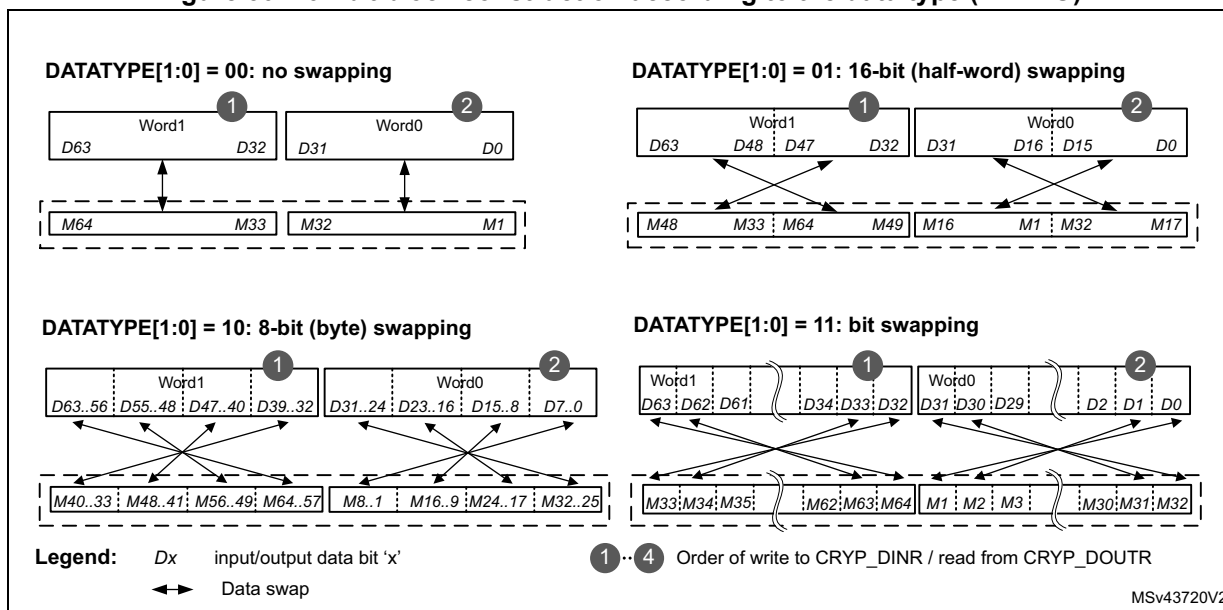 DATATYPE[1:0] = 00: no swapping
1
2
Word1
Word0
D63 D32 D31 D0
M64 M33 M32 M1
DATATYPE[1:0] = 01: 16-bit (half-word) swapping
1
2
Word1
Word0
D63 D48 D47 D32 D31 D16 D15 D0
M48 M33 M64 M49 M16 M1 M32 M17
DATATYPE[1:0] = 10: 8-bit (byte) swapping
1
2
Word1
Word0
D63..56 D55..48 D47..40 D39..32 D31..24 D23..16 D15..8 D7..0
M40..33 M48..41 M56..49 M64..57 M8..1 M16..9 M24..17 M32..25
DATATYPE[1:0] = 11: bit swapping
1
2
Word1
Word0
D63 D62 D61 D34 D33 D32 D31 D30 D29 D2 D1 D0
M33 M34 M35 M62 M63 M64 M1 M2 M3 M30 M31 M32
Legend: Dx input/output data bit ‘x’
1 ·· 4 Order of write to CRYP_DINR / read from CRYP_DOUTR
Data swap
MSv43720V2